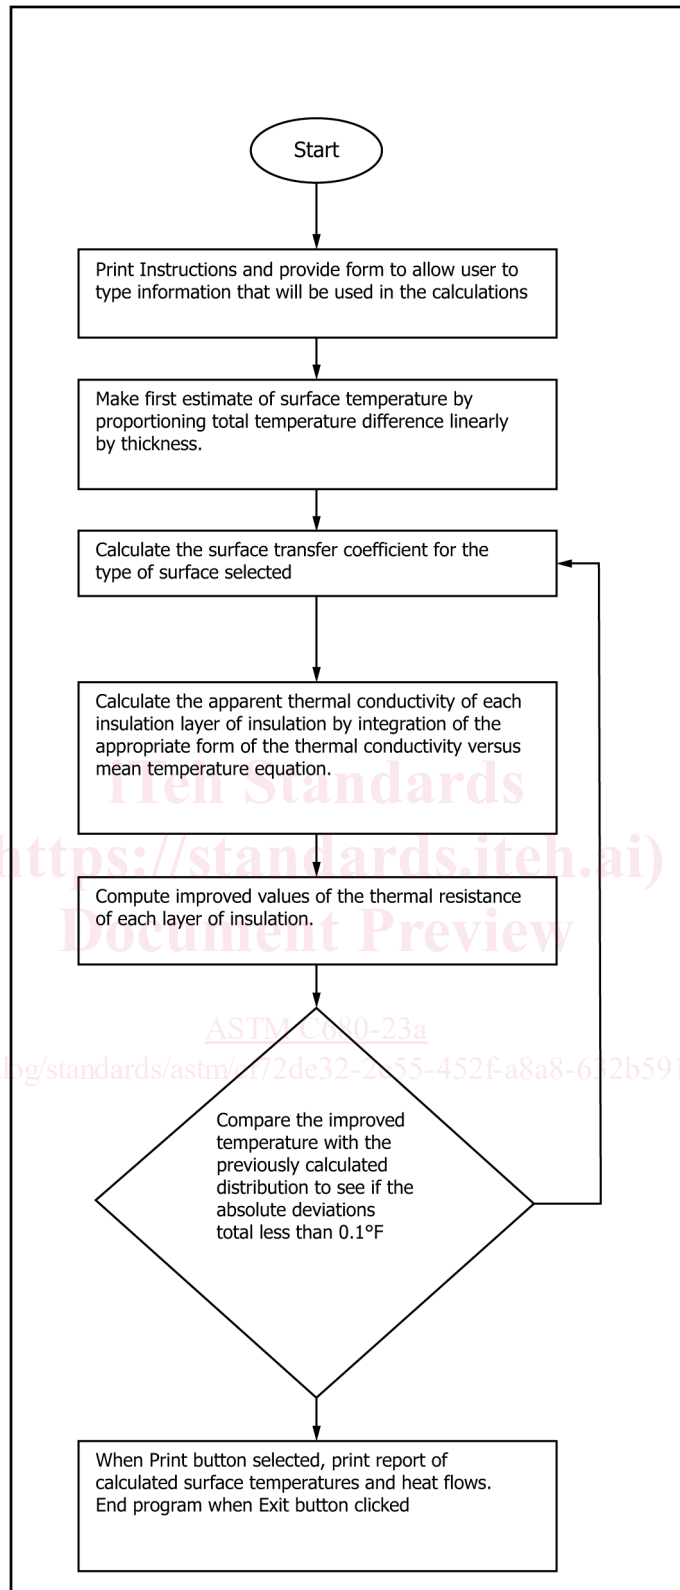 Start
Print Instructions and provide form to allow user to
type information that will be used in the calculations
Make first estimate of surface temperature by
proportioning total temperature difference linearly
by thickness.
Calculate the surface transfer coefficient for the
type of surface selected
Calculate the apparent thermal conductivity of each
insulation layer of insulation by integration of the
appropriate form of the thermal conductivity versus
mean temperature equation.
iTeh Standards
https://standards.iteh.ai)
Compute improved values of the thermal resistance
of each layer of insulation.
Document Preview
ASTM C680-23a
Compare the improved
temperature with the
previously calculated
distribution to see if the
absolute deviations
total less than 0.1°F
When Print button selected, print report of
calculated surface temperatures and heat flows.
End program when Exit button clicked